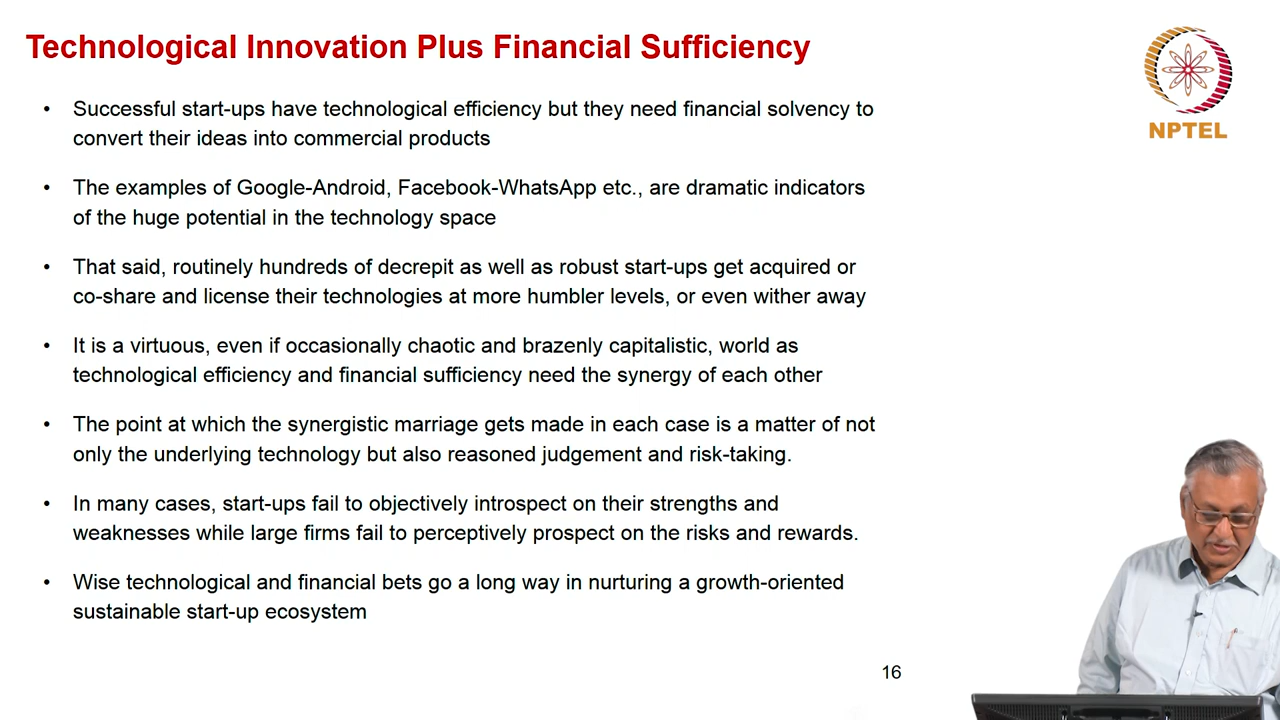 Technological Innovation Plus Financial Sufficiency
NPTEL
• Successful start-ups have technological efficiency but they need financial solvency to
convert their ideas into commercial products
• The examples of Google-Android, Facebook-WhatsApp etc., are dramatic indicators
of the huge potential in the technology space
• That said, routinely hundreds of decrepit as well as robust start-ups get acquired or
co-share and license their technologies at more humbler levels, or even wither away
• It is a virtuous, even if occasionally chaotic and brazenly capitalistic, world as
technological efficiency and financial sufficiency need the synergy of each other
• The point at which the synergistic marriage gets made in each case is a matter of not
only the underlying technology but also reasoned judgement and risk-taking.
• In many cases, start-ups fail to objectively introspect on their strengths and
weaknesses while large firms fail to perceptively prospect on the risks and rewards.
• Wise technological and financial bets go a long way in nurturing a growth-oriented
sustainable start-up ecosystem
16